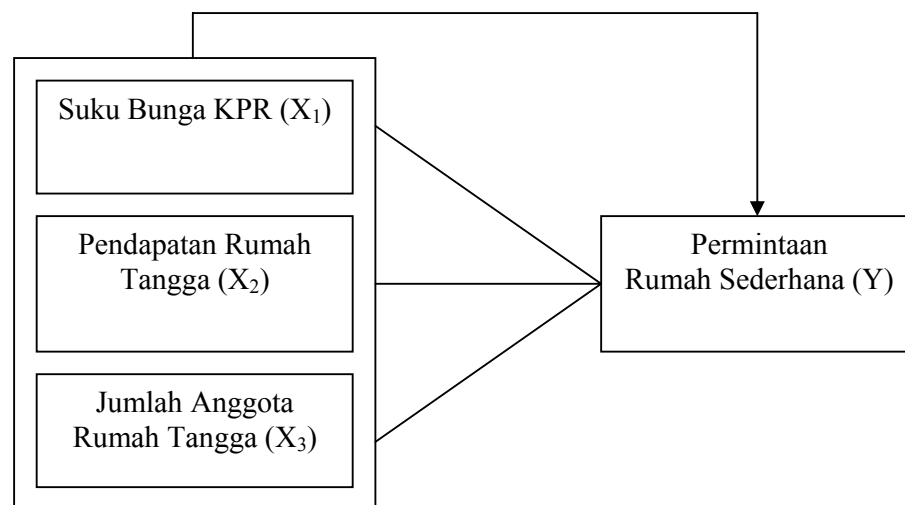 Suku Bunga KPR (X₁)
Pendapatan Rumah
Tangga (X₂)
Jumlah Anggota
Rumah Tangga (X₃)
Permintaan
Rumah Sederhana (Y)